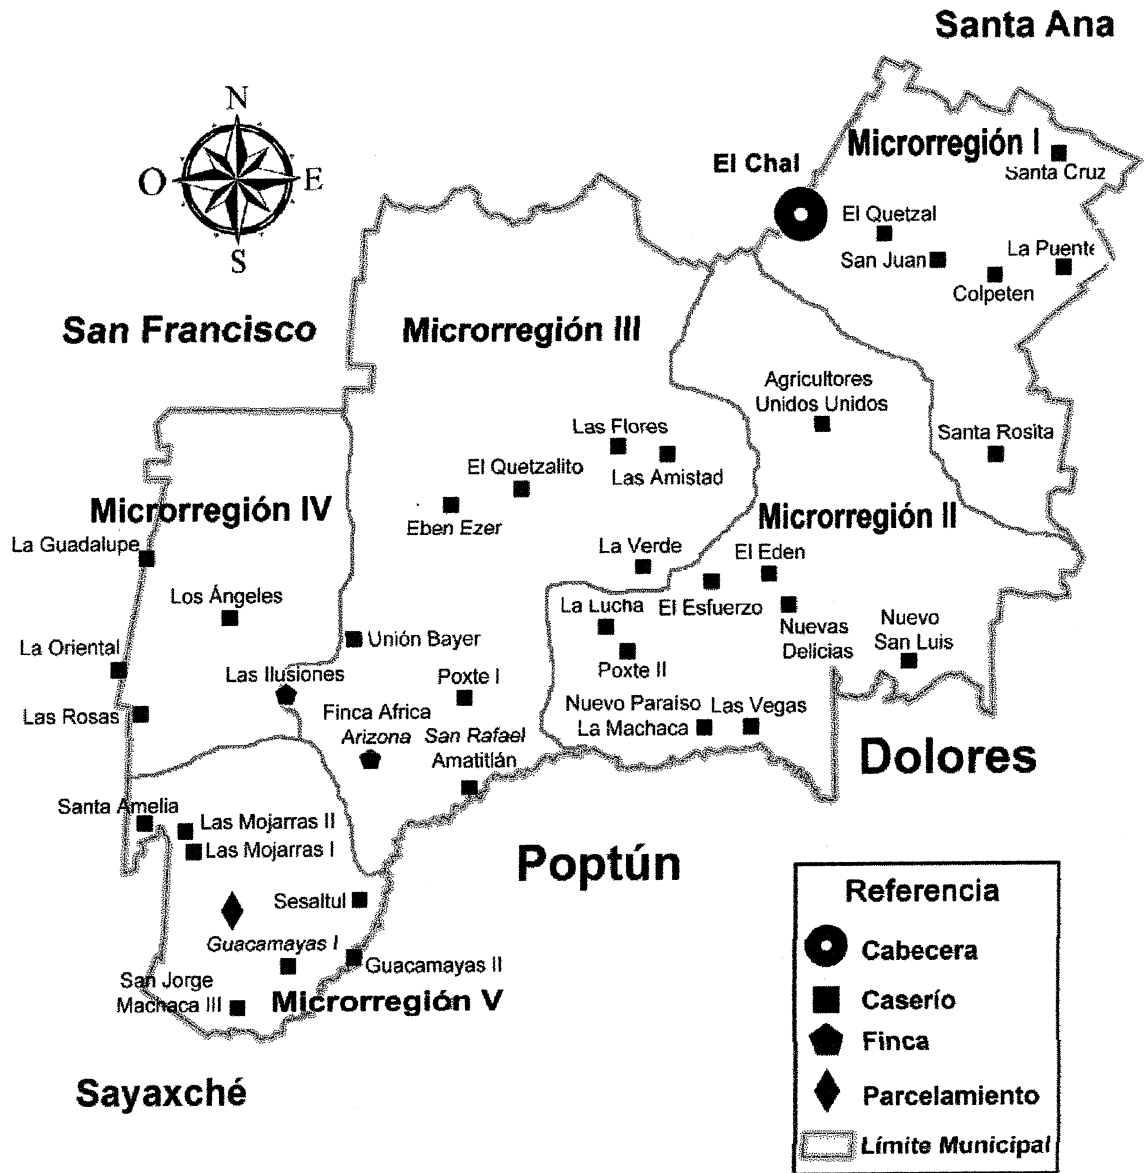 Santa Ana
N
O
E
S
Microrregión I
El Chal
Santa Cruz
El Quetzal
San Juan
La Puente
Colpeten
San Francisco
Microrregión III
Agricultores
Unidos Unidos
Las Flores
Las Amistad
Santa Rosita
El Quetzalito
Eben Ezer
Microrregión IV
Microrregión II
La Guadalupe
La Verde
El Eden
Los Ángeles
La Lucha
El Esfuerzo
Nuevas
Delicias
Nuevo
San Luis
La Oriental
Unión Bayer
Poxte II
Las Ilusiones
Poxte I
Las Rosas
Finca Africa
Arizona
San Rafael
Amatitlán
Nuevo Paraiso
La Machaca
Las Vegas
Dolores
Santa Amelia
Las Mojarras II
Las Mojarras I
Poptún
Sesaltul
Guacamayas I
Guacamayas II
San Jorge
Machaca III
Microrregión V
Sayaxché
Referencia
Cabecera
Caserío
Finca
Parcelamiento
Límite Municipal